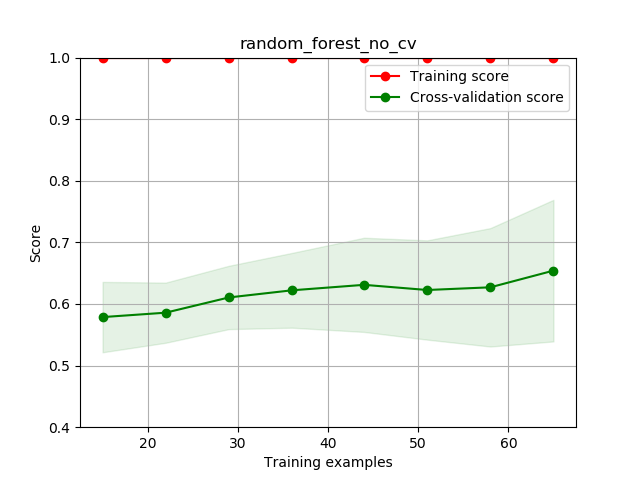 random_forest_no_cv
1.0
0.9
0.8
0.7
0.6
0.5
0.4
Score
Training score
Cross-validation score
20 30 40 50 60
Training examples